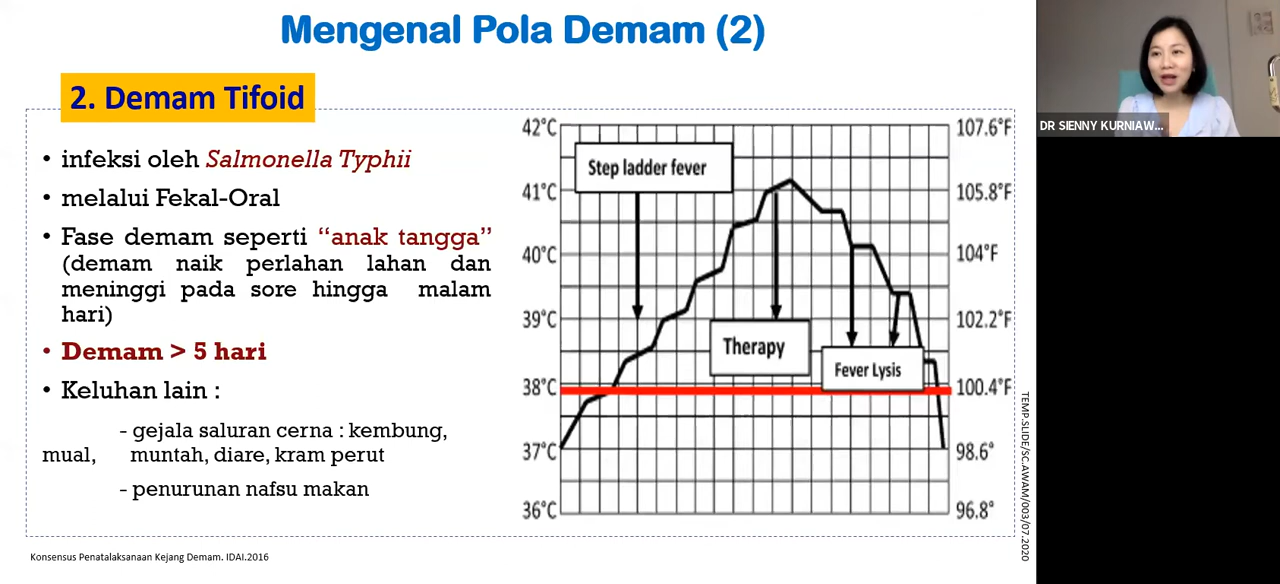 Mengenal Pola Demam (2)
2. Demam Tifoid
• infeksi oleh Salmonella Typhii
• melalui Fekal-Oral
• Fase demam seperti “anak tangga”
(demam naik perlahan lahan dan
meninggi pada sore hingga malam
hari)
• Demam > 5 hari
• Keluhan lain :
- gejala saluran cerna : kembung,
mual, muntah, diare, kram perut
- penurunan nafsu makan
Konsensus Penatalaksanaan Kejang Demam. IDAI.2016
42°C
41°C
40°C
39°C
38°C
37°C
36°C
Step ladder fever
Therapy
Fever Lysis
107.6°F
105.8°F
104°F
102.2°F
100.4°F
98.6°
96.8°
TEMP.SLIDE/SC.AWAM/003/07.2020
DR SIENNY KURNIAW...